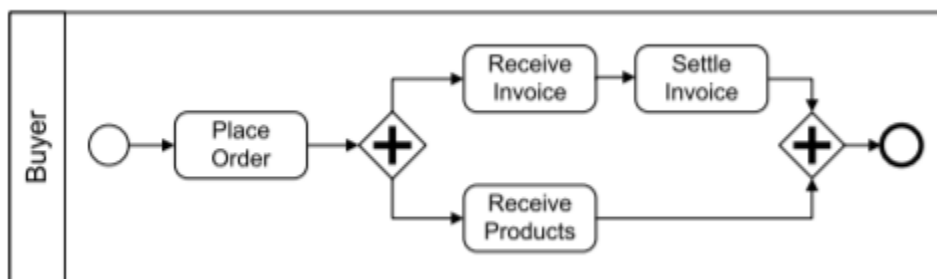 Buyer
Place
Order
Receive
Invoice
Settle
Invoice
Receive
Products